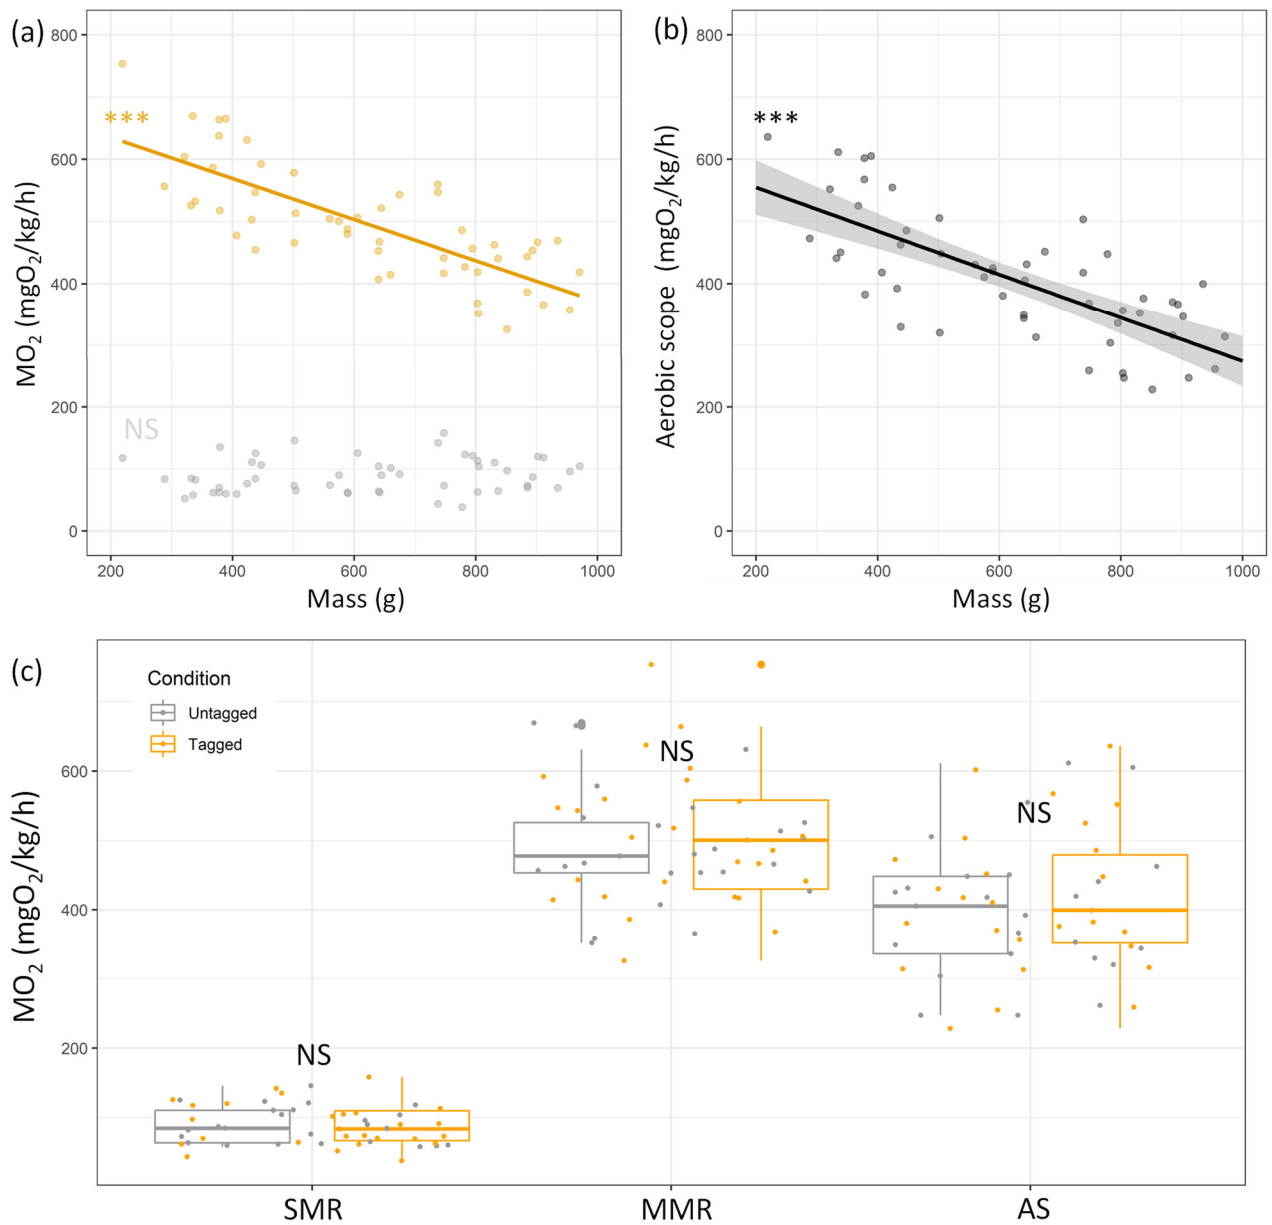 (a)
800
600
400
200
0
***
NS
MO₂ (mgO₂/kg/h)
200 400 600 800 1000
Mass (g)
(b)
800
600
400
200
0
***
Aerobic scope (mgO₂/kg/h)
200 400 600 800 1000
Mass (g)
(c)
Condition
Untagged
Tagged
600
400
200
MO₂ (mgO₂/kg/h)
NS
NS
NS
SMR MMR AS